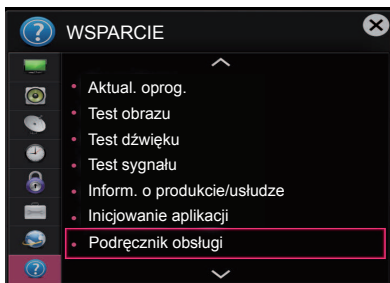 WSPARCIE
Aktual. oprog.
Test obrazu
Test dźwięku
Test sygnału
Inform. o produkcie/usłudze
Inicjowanie aplikacji
Podręcznik obsługi